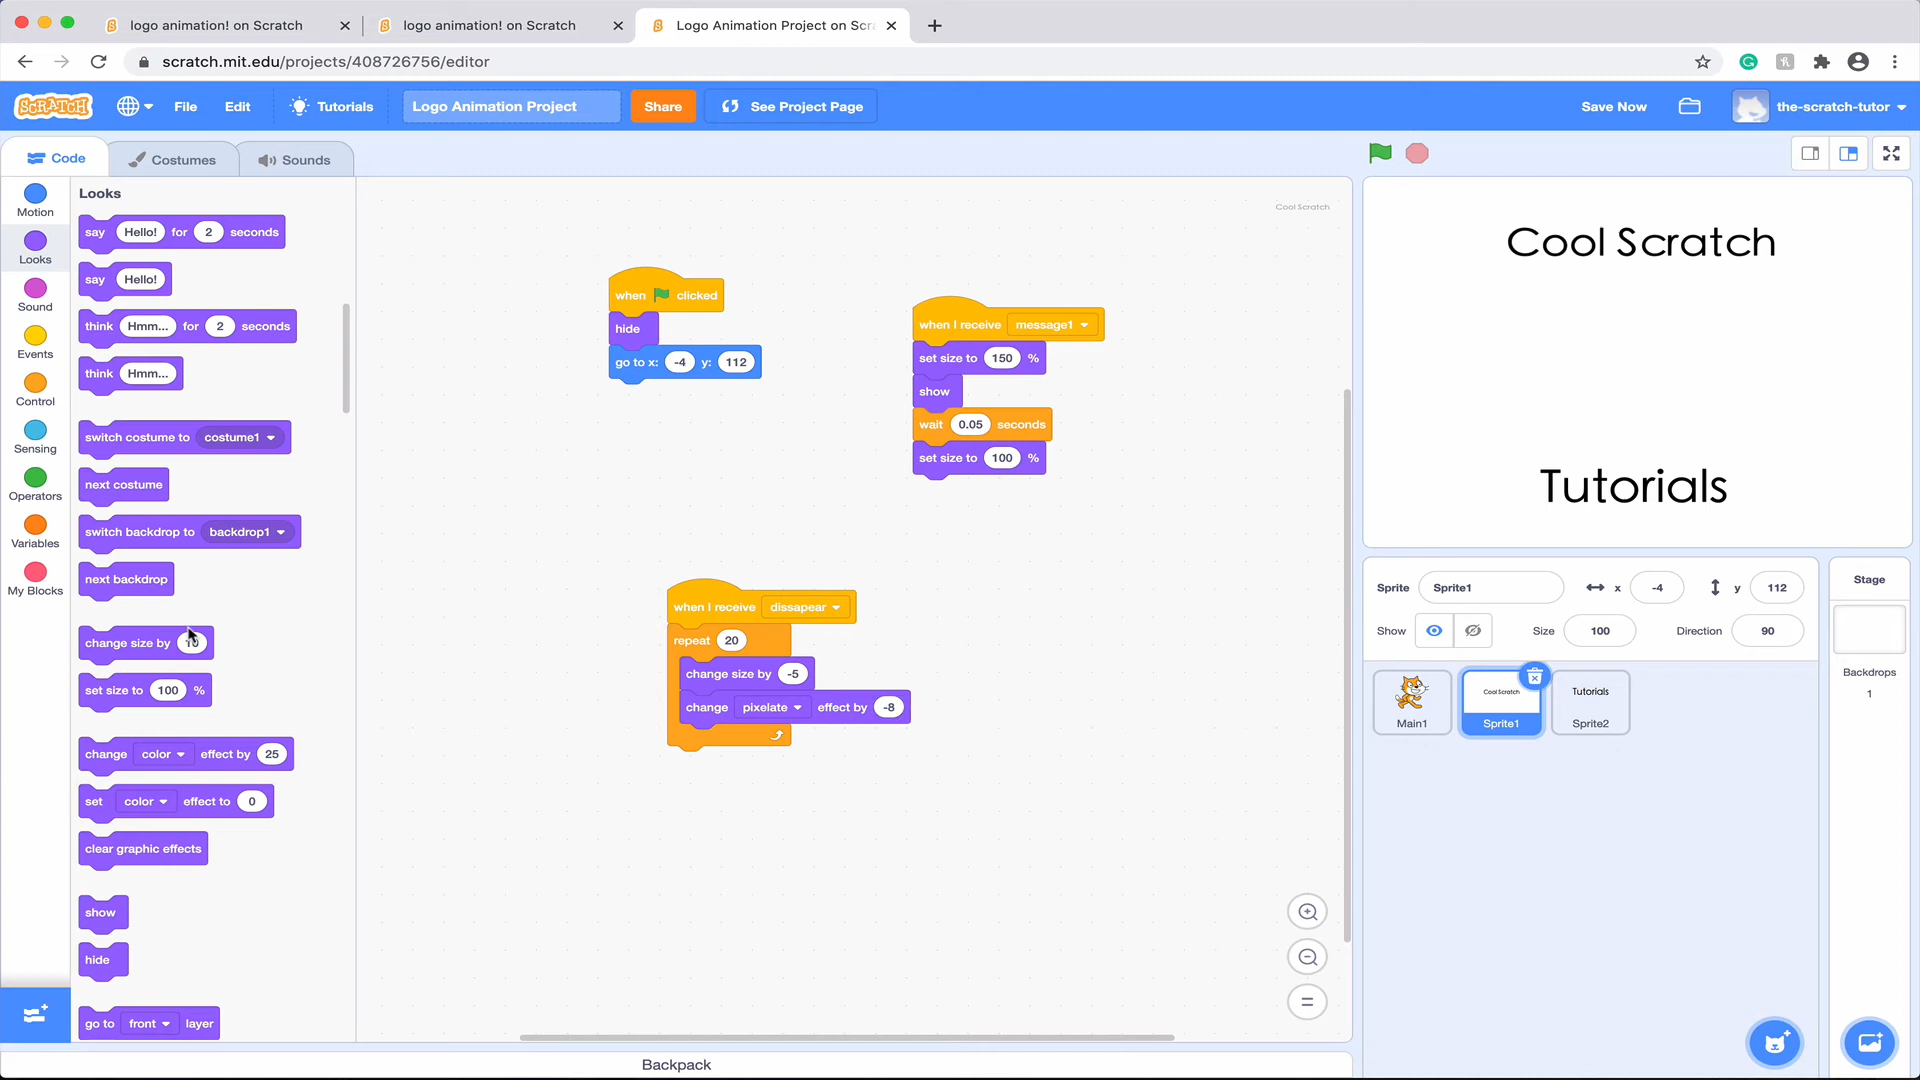 logo animation! on Scratch
logo animation! on Scratch
Logo Animation Project on Scr
scratch.mit.edu/projects/408726756/editor
SCRATCH
File
Edit
Tutorials
Logo Animation Project
Share
See Project Page
Save Now
the-scratch-tutor
Code
Costumes
Sounds
Motion
Looks
Sound
Events
Control
Sensing
Operators
Variables
My Blocks
Looks
say Hello! for 2 seconds
say Hello!
think Hmm... for 2 seconds
think Hmm...
switch costume to costume1
next costume
switch backdrop to backdrop1
next backdrop
change size by 10
set size to 100 %
change color effect by 25
set color effect to 0
clear graphic effects
show
hide
go to front layer
Cool Scratch
when clicked
hide
go to x: -4 y: 112
when I receive message1
set size to 150 %
show
wait 0.05 seconds
set size to 100 %
when I receive dissapear
repeat 20
change size by -5
change pixelate effect by -8
Cool Scratch
Tutorials
Sprite Sprite1 x -4 y 112
Show Size 100 Direction 90
Main1
Cool Scratch
Sprite1
Tutorials
Sprite2
Stage
Backdrops
1
Backpack